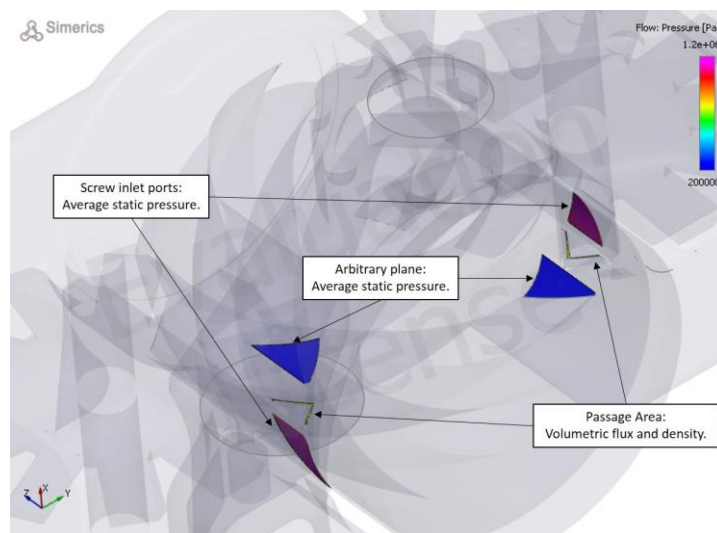 Simerics
Flow: Pressure [Pa
1.2e+06
200000
Screw inlet ports:
Average static pressure.
Arbitrary plane:
Average static pressure.
Passage Area:
Volumetric flux and density.
Z X Y